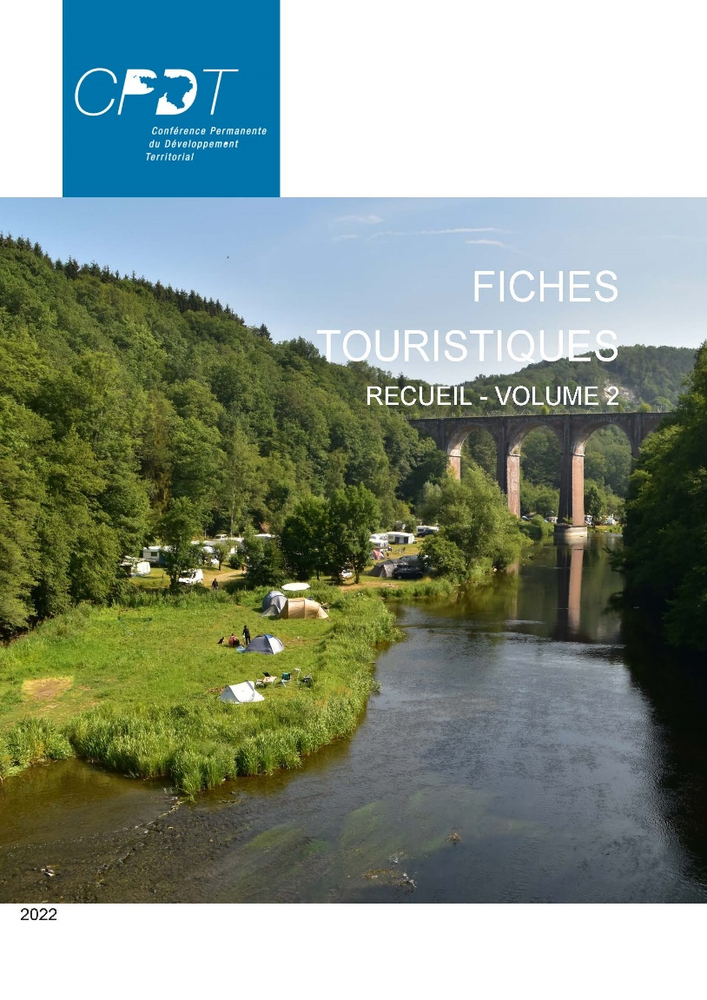 CPDT
Conférence Permanente
du Développement
Territorial
FICHES
TOURISTIQUES
RECUEIL - VOLUME 2
2022